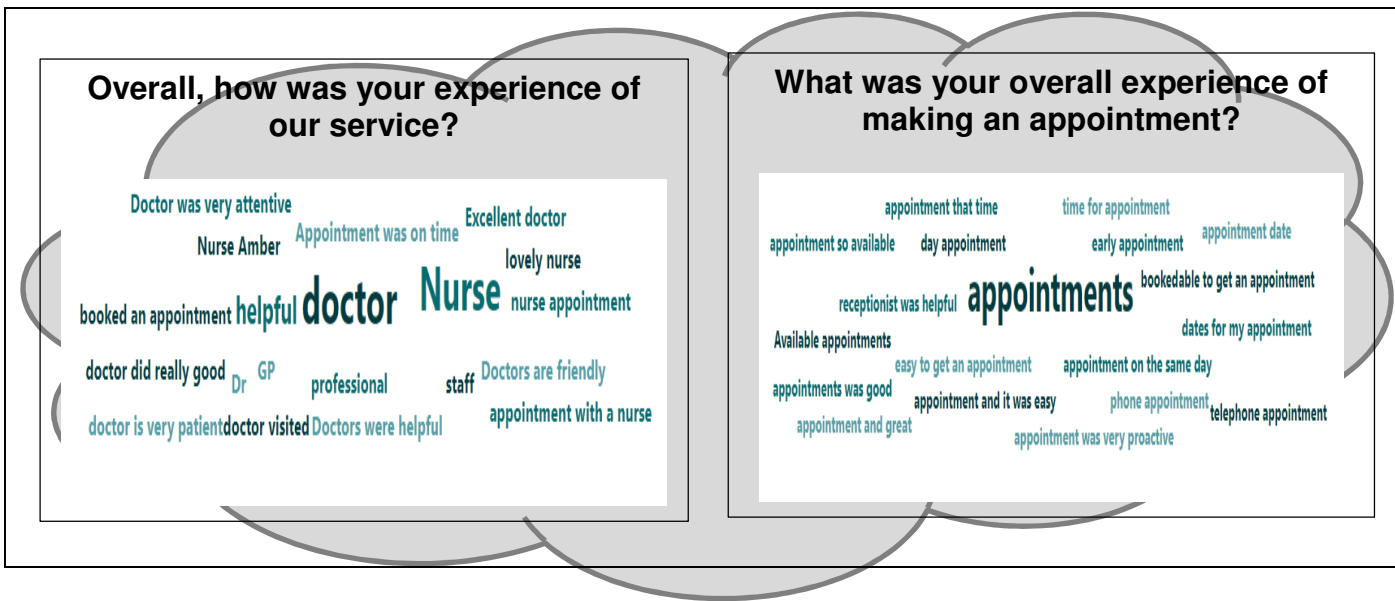 Overall, how was your experience of
our service?
Doctor was very attentive
Excellent doctor
Nurse Amber
Appointment was on time
lovely nurse
booked an appointment
helpful
doctor
Nurse
nurse appointment
doctor did really good
Dr
GP
professional
staff
Doctors are friendly
doctor is very patient
doctor visited
Doctors were helpful
appointment with a nurse
What was your overall experience of
making an appointment?
appointment that time
time for appointment
appointment so available
day appointment
early appointment
appointment date
receptionist was helpful
appointments
bookedable to get an appointment
Available appointments
dates for my appointment
easy to get an appointment
appointment on the same day
appointments was good
appointment and it was easy
phone appointment
telephone appointment
appointment and great
appointment was very proactive